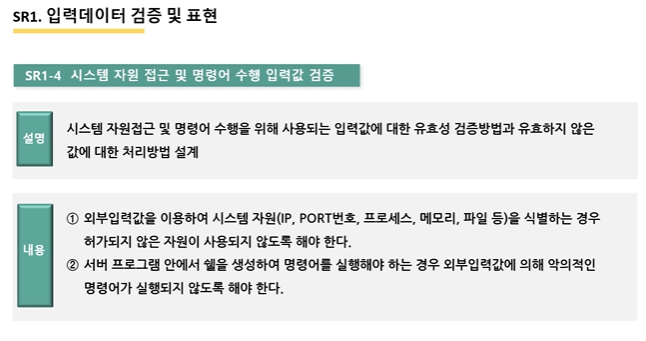 SR1. 입력데이터 검증 및 표현
SR1-4 시스템 자원 접근 및 명령어 수행 입력값 검증
설명
시스템 자원접근 및 명령어 수행을 위해 사용되는 입력값에 대한 유효성 검증방법과 유효하지 않은
값에 대한 처리방법 설계
내용
① 외부입력값을 이용하여 시스템 자원(IP, PORT번호, 프로세스, 메모리, 파일 등)을 식별하는 경우
허가되지 않은 자원이 사용되지 않도록 해야 한다.
② 서버 프로그램 안에서 쉘을 생성하여 명령어를 실행해야 하는 경우 외부입력값에 의해 악의적인
명령어가 실행되지 않도록 해야 한다.